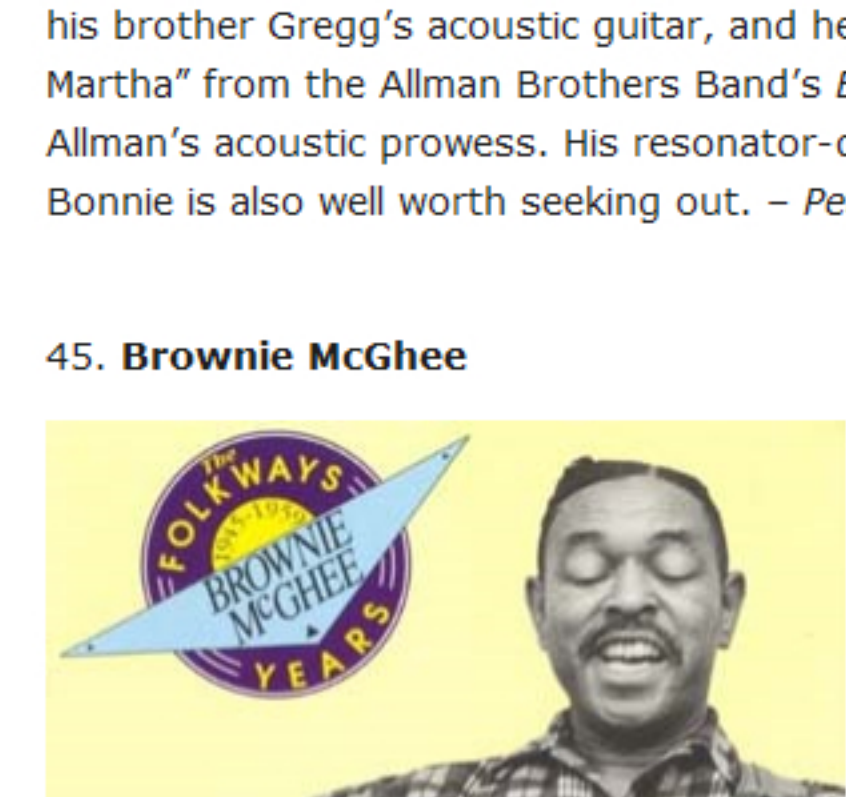 his brother Gregg’s acoustic guitar, and he
Martha” from the Allman Brothers Band’s
Allman’s acoustic prowess. His resonator-
Bonnie is also well worth seeking out. – Pe
45. Brownie McGhee
The
FOLKWAYS
1945-1959
BROWNIE
McGHEE
YEARS